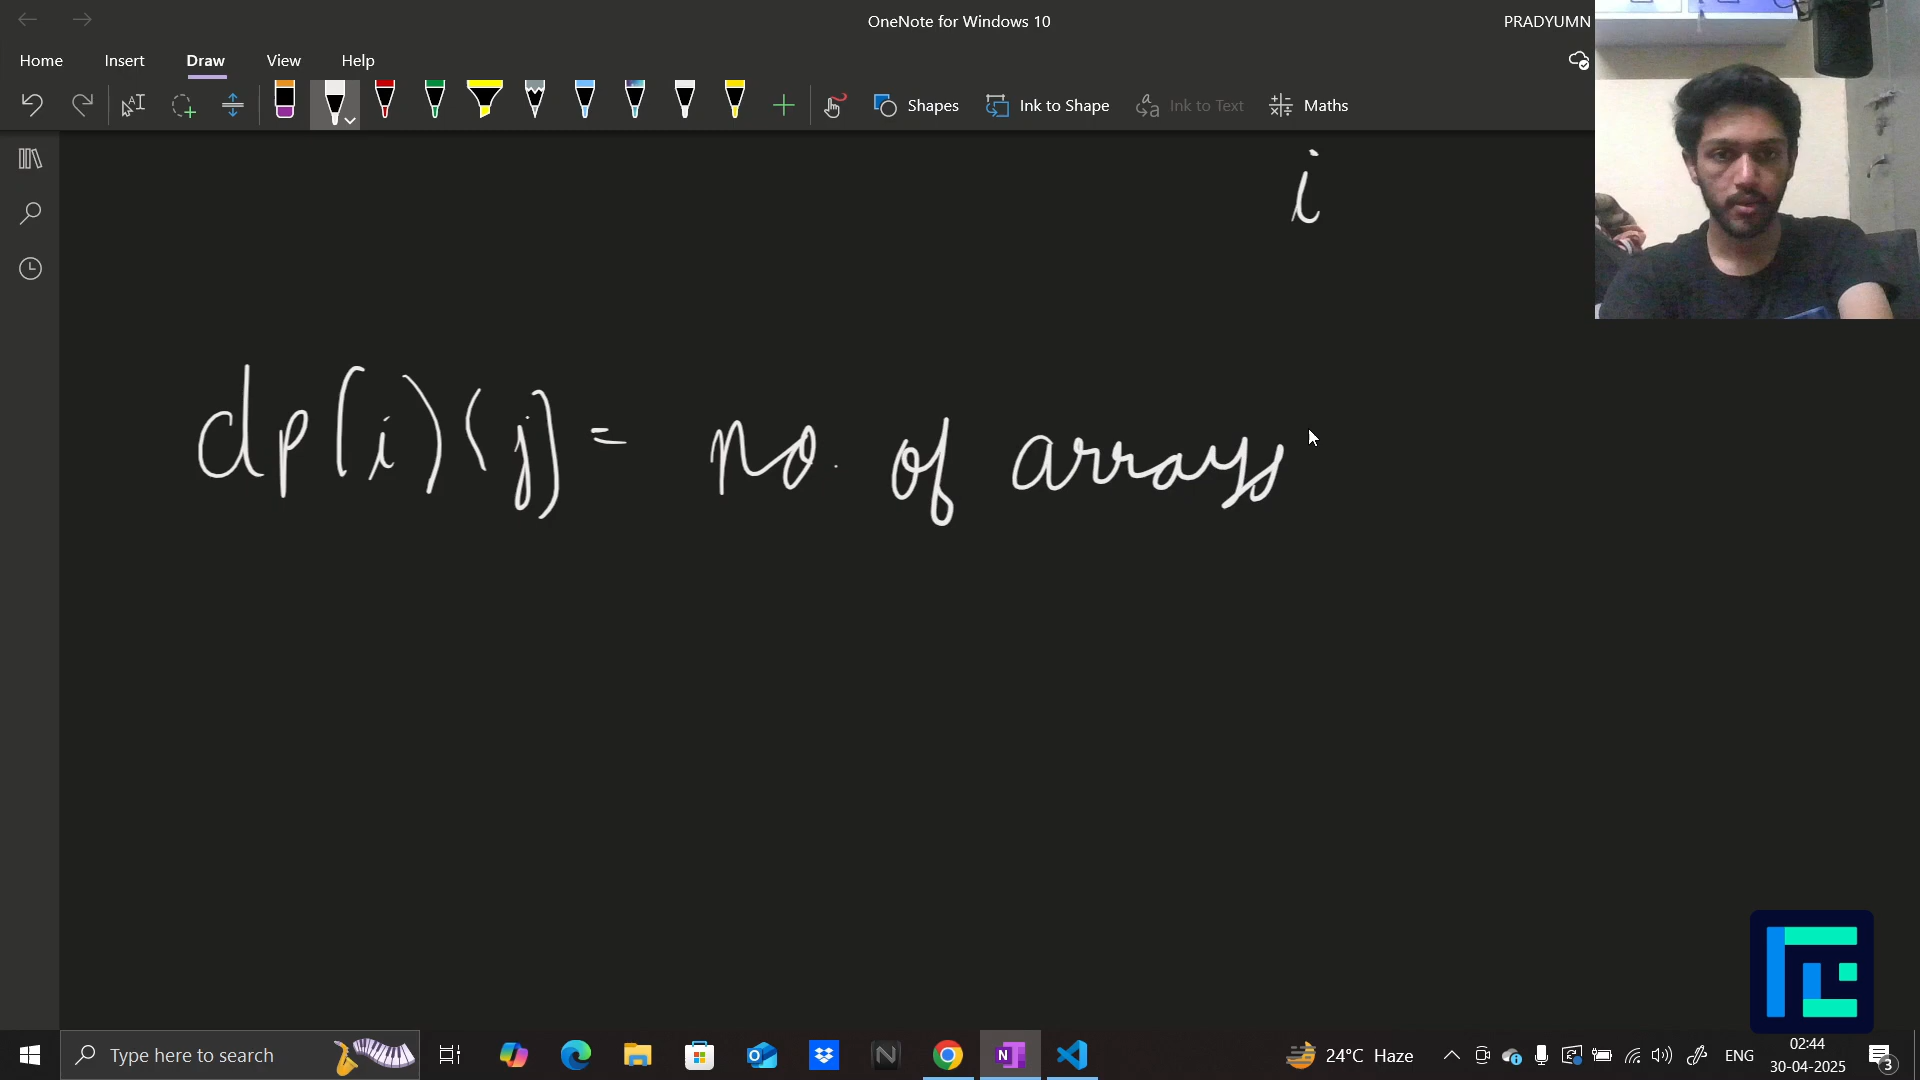 OneNote for Windows 10
PRADYUMN
Home Insert Draw View Help
Shapes Ink to Shape Ink to Text Maths
i
dp(i)(j) = no. of arrays
Type here to search
24°C Haze
ENG
02:44
30-04-2025
3